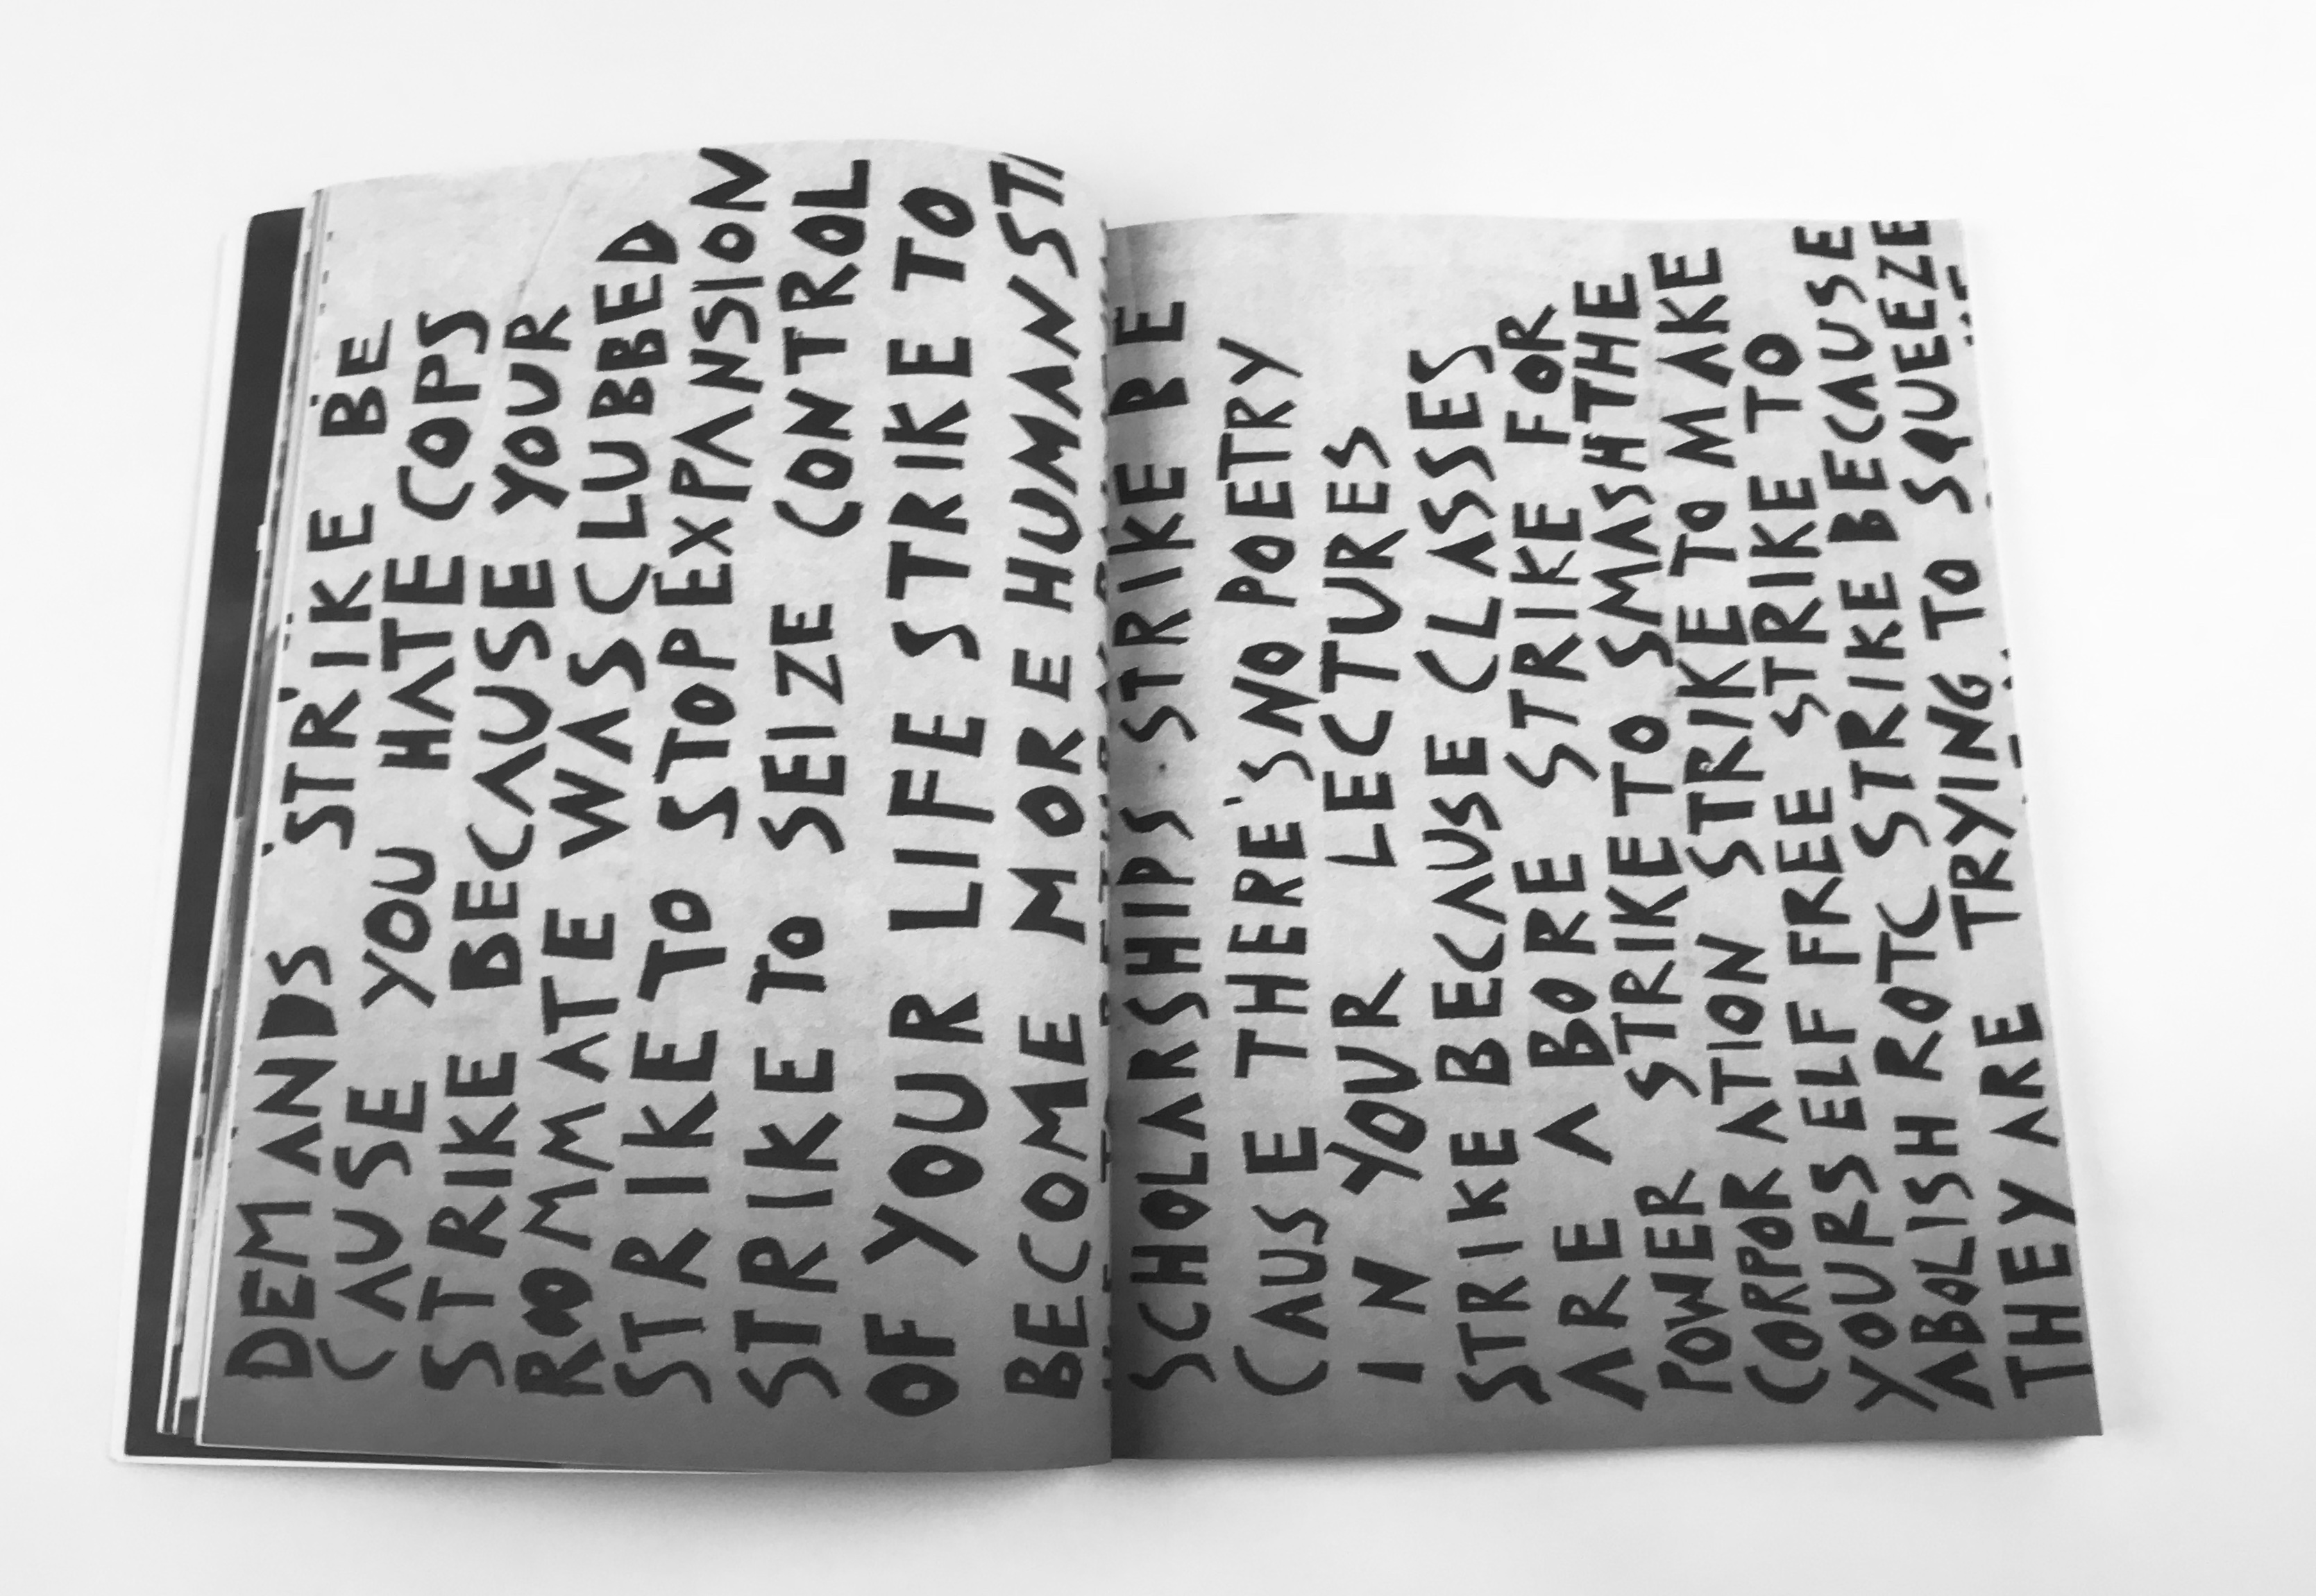 DEMANDS STRIKE BE
CAUSE YOU HATE COPS
STRIKE BECAUSE YOUR
ROOMMATE WAS CLUBBED
STRIKE TO STOP EXPANSION
STRIKE TO SEIZE CONTROL
OF YOUR LIFE STRIKE TO
BECOME MORE HUMAN ST
SCHOLARSHIPS STRIKE BE
CAUSE THERE'S NO POETRY
IN YOUR LECTURES
STRIKE BECAUSE CLASSES
ARE A BORE STRIKE FOR
POWER STRIKE TO SMASH THE
CORPORATION STRIKE TO MAKE
YOURSELF FREE STRIKE TO
ABOLISH ROTC STRIKE BECAUSE
THEY ARE TRYING TO SQUEEZE